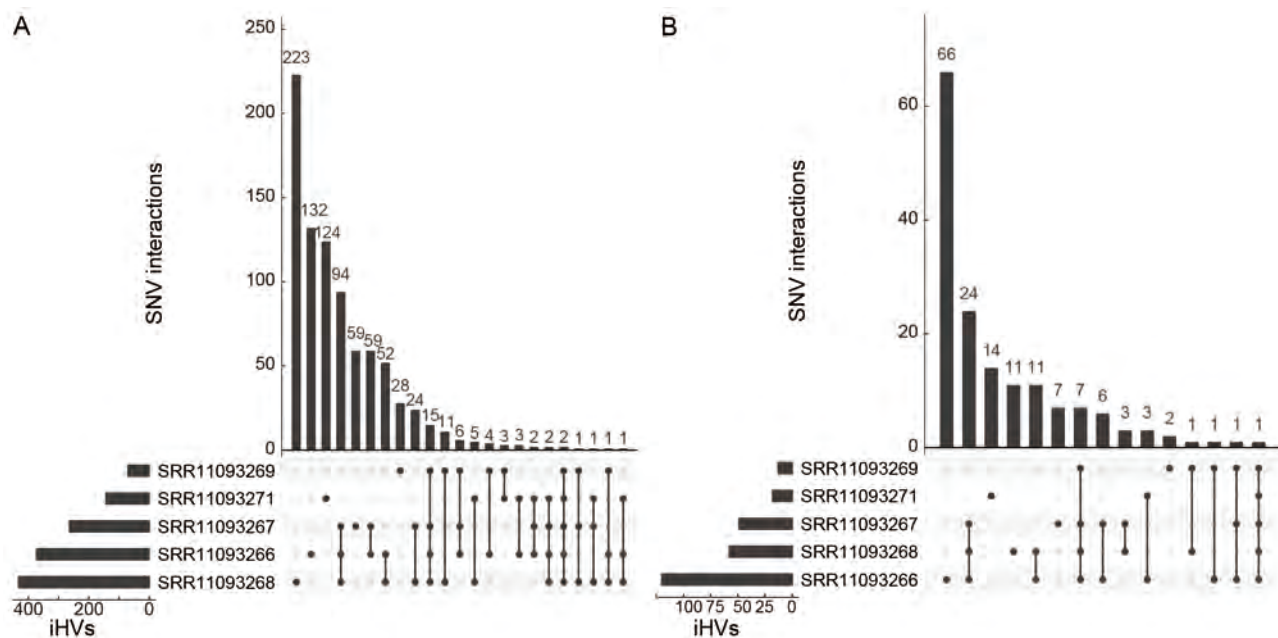 A
SNV interactions
250
200
150
100
50
0
223
132
124
94
59
59
52
28
24
15
11
6
5
4
3
3
2
2
2
1
1
1
1
SRR11093269
SRR11093271
SRR11093267
SRR11093266
SRR11093268
400 200 0
iHVs
B
SNV interactions
60
40
20
0
66
24
14
11
11
7
7
6
3
3
2
1
1
1
1
SRR11093269
SRR11093271
SRR11093267
SRR11093268
SRR11093266
100 75 50 25 0
iHVs